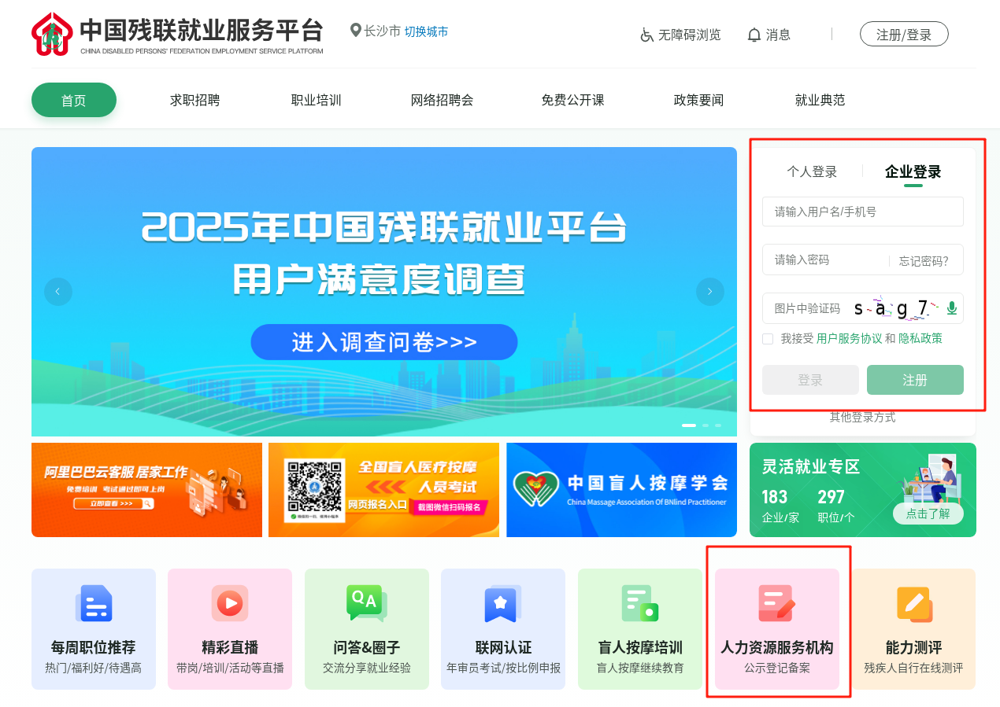 中国残联就业服务平台
CHINA DISABLED PERSONS' FEDERATION EMPLOYMENT SERVICE PLATFORM
长沙市 切换城市
无障碍浏览
消息
注册/登录
首页
求职招聘
职业培训
网络招聘会
免费公开课
政策要闻
就业典范
2025年中国残联就业平台
用户满意度调查
进入调查问卷>>>
个人登录
企业登录
请输入用户名/手机号
请输入密码
忘记密码?
图片中验证码
s a g 7
我接受 用户服务协议 和 隐私政策
登录
注册
其他登录方式
阿里巴巴云客服 居家工作
免费培训 考试通过即可上岗
立即查看 >>>
全国盲人医疗按摩
人员考试
网页报名入口
截图微信扫码报名
中国盲人按摩学会
China Massage Association Of BNlind Practitioner
灵活就业专区
183
297
企业/家
职位/个
点击了解
每周职位推荐
热门/福利好/待遇高
精彩直播
带岗/培训/活动等直播
QA
问答&圈子
交流分享就业经验
联网认证
年审员考试/按比例申报
盲人按摩培训
盲人按摩继续教育
人力资源服务机构
公示登记备案
能力测评
残疾人自行在线测评